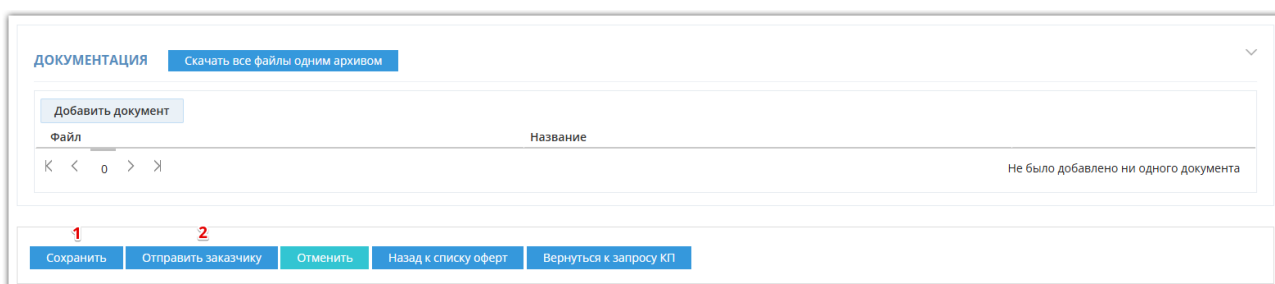 ДОКУМЕНТАЦИЯ Скачать все файлы одним архивом
Добавить документ
Файл Название
0 Не было добавлено ни одного документа
1 2
Сохранить Отправить заказчику Отменить Назад к списку оферт Вернуться к запросу КП